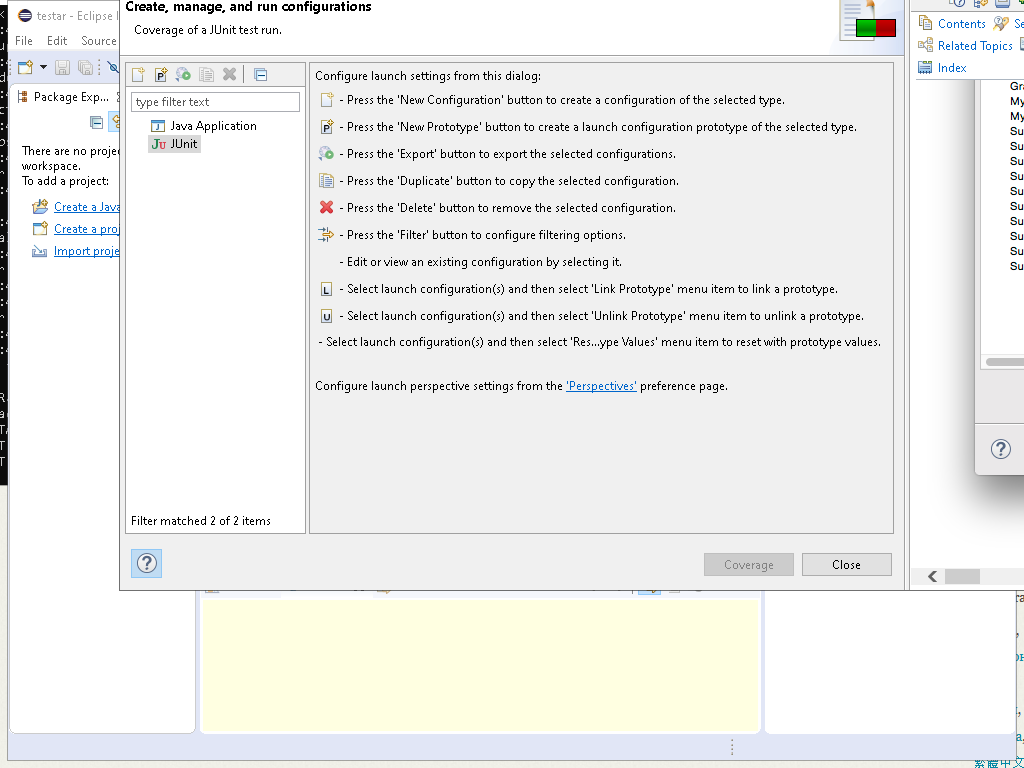 testar - Eclipse I
File Edit Source
Package Exp...
There are no
workspace.
To add a project:
Create a Java
Create a
Import
Create, manage, and run configurations
Coverage of a JUnit test run.
type filter text
Java Application
JUnit
Filter matched 2 of 2 items
Configure launch settings from this dialog:
- Press the 'New Configuration' button to create a configuration of the selected type.
- Press the 'New Prototype' button to create a launch configuration prototype of the selected type.
- Press the 'Export' button to export the selected configurations.
- Press the 'Duplicate' button to copy the selected configuration.
- Press the 'Delete' button to remove the selected configuration.
- Press the 'Filter' button to configure filtering options.
- Edit or view an existing configuration by selecting it.
- Select launch configuration(s) and then select 'Link Prototype' menu item to link a prototype.
- Select launch configuration(s) and then select 'Unlink Prototype' menu item to unlink a prototype.
- Select launch configuration(s) and then select 'Res...ype Values' menu item to reset with prototype values.
Configure launch perspective settings from the 'Perspectives' preference page.
Coverage
Close
Contents Se
Related Topics
Index
Gra
My
My
Su
Su
Su
Su
Su
Su
Su
Su
Su
Su
繁體中文